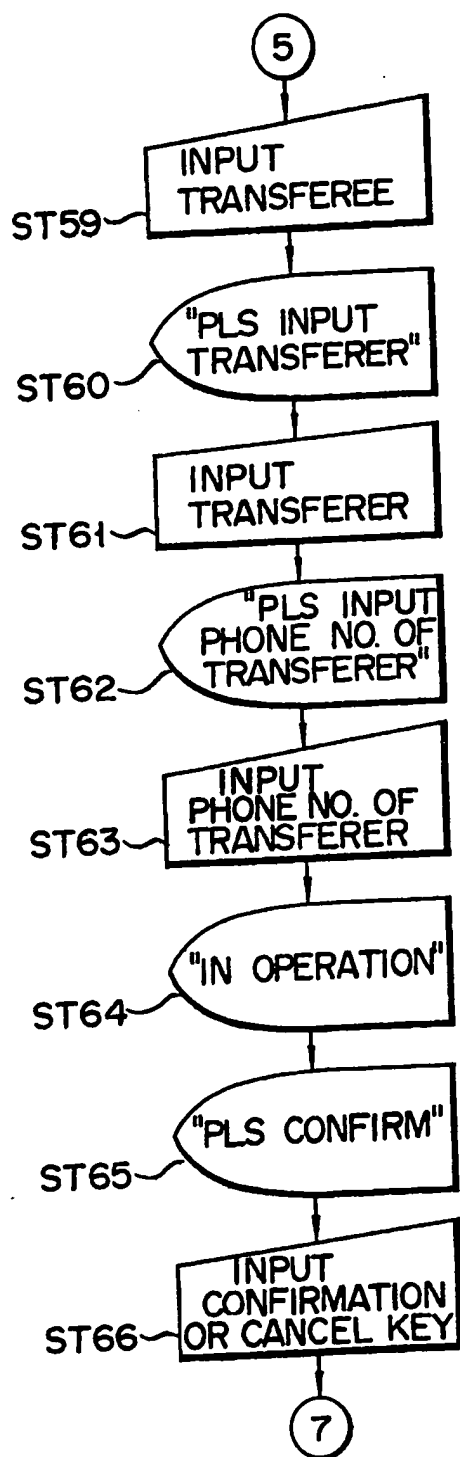 5
INPUT
TRANSFEREE
ST59
"PLS INPUT
TRANSFERER"
ST60
INPUT
TRANSFERER
ST61
"PLS INPUT
PHONE NO. OF
TRANSFERER"
ST62
INPUT
PHONE NO. OF
TRANSFERER
ST63
"IN OPERATION"
ST64
"PLS CONFIRM"
ST65
INPUT
CONFIRMATION
OR CANCEL KEY
ST66
7